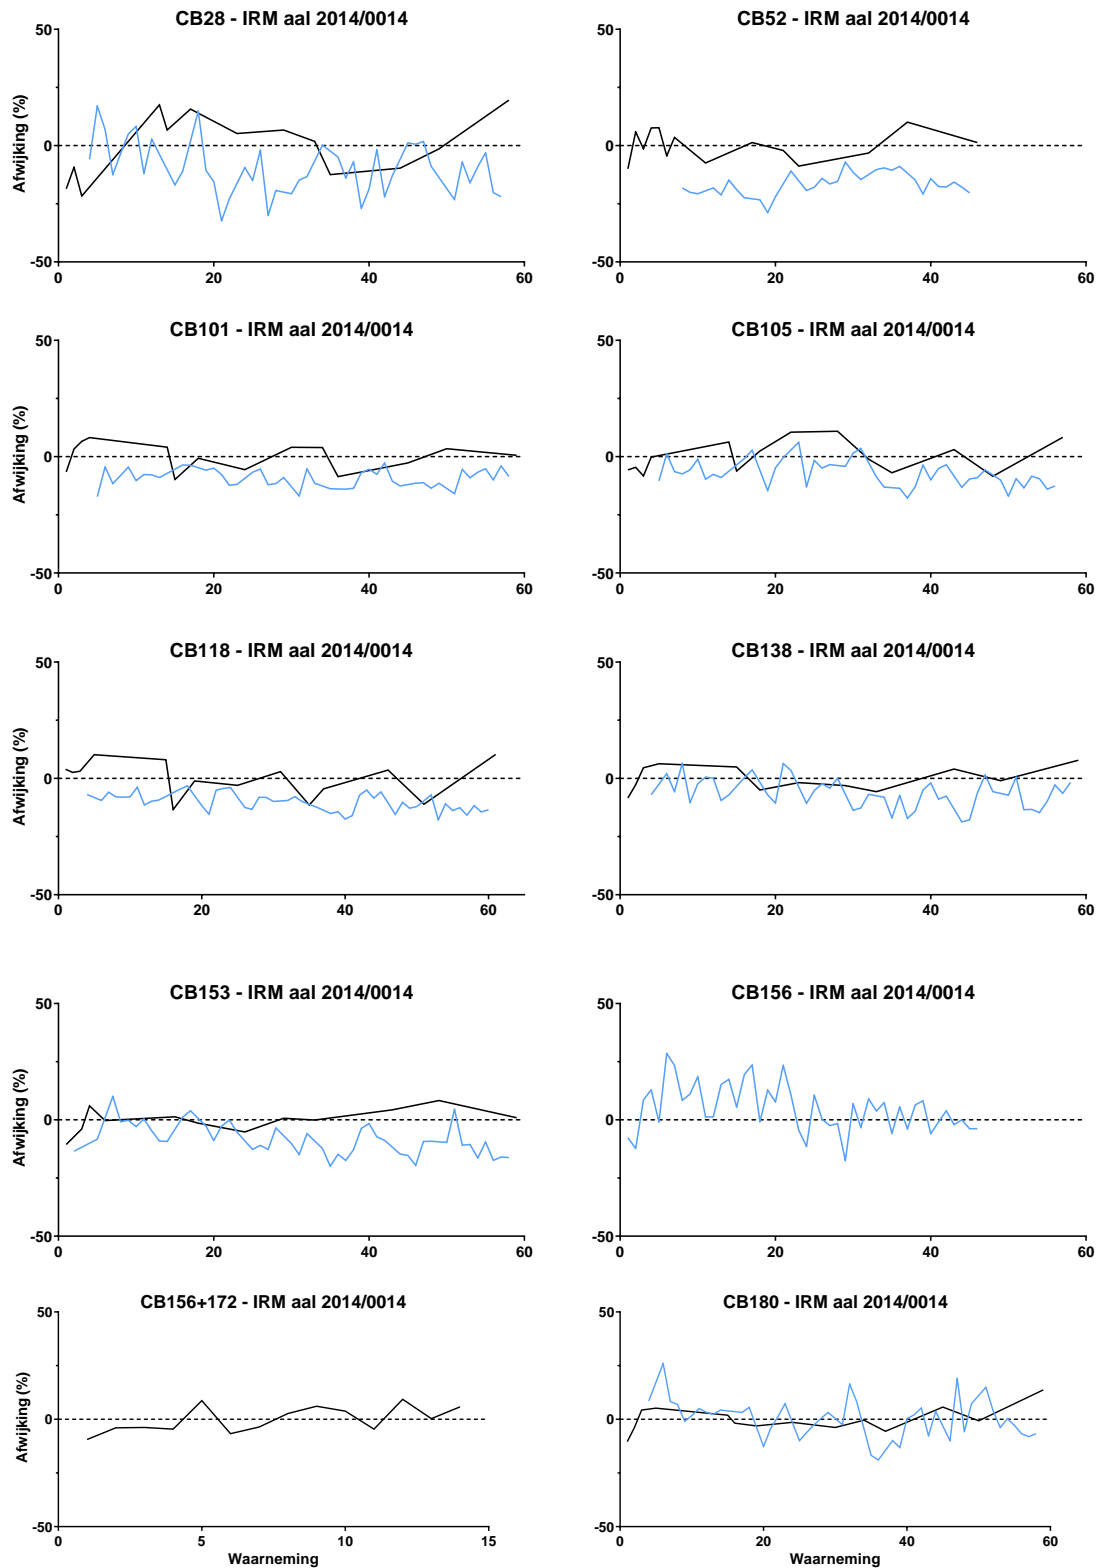 CB28 - IRM aal 2014/0014
CB52 - IRM aal 2014/0014
Afwijking (%)
50
0
-50
0 20 40 60
50
0
-50
0 20 40 60
CB101 - IRM aal 2014/0014
CB105 - IRM aal 2014/0014
Afwijking (%)
50
0
-50
0 20 40 60
50
0
-50
0 20 40 60
CB118 - IRM aal 2014/0014
CB138 - IRM aal 2014/0014
Afwijking (%)
50
0
-50
0 20 40 60
50
0
-50
0 20 40 60
CB153 - IRM aal 2014/0014
CB156 - IRM aal 2014/0014
Afwijking (%)
50
0
-50
0 20 40 60
50
0
-50
0 20 40 60
CB156+172 - IRM aal 2014/0014
CB180 - IRM aal 2014/0014
Afwijking (%)
50
0
-50
0 5 10 15
Waarneming
50
0
-50
0 20 40 60
Waarneming